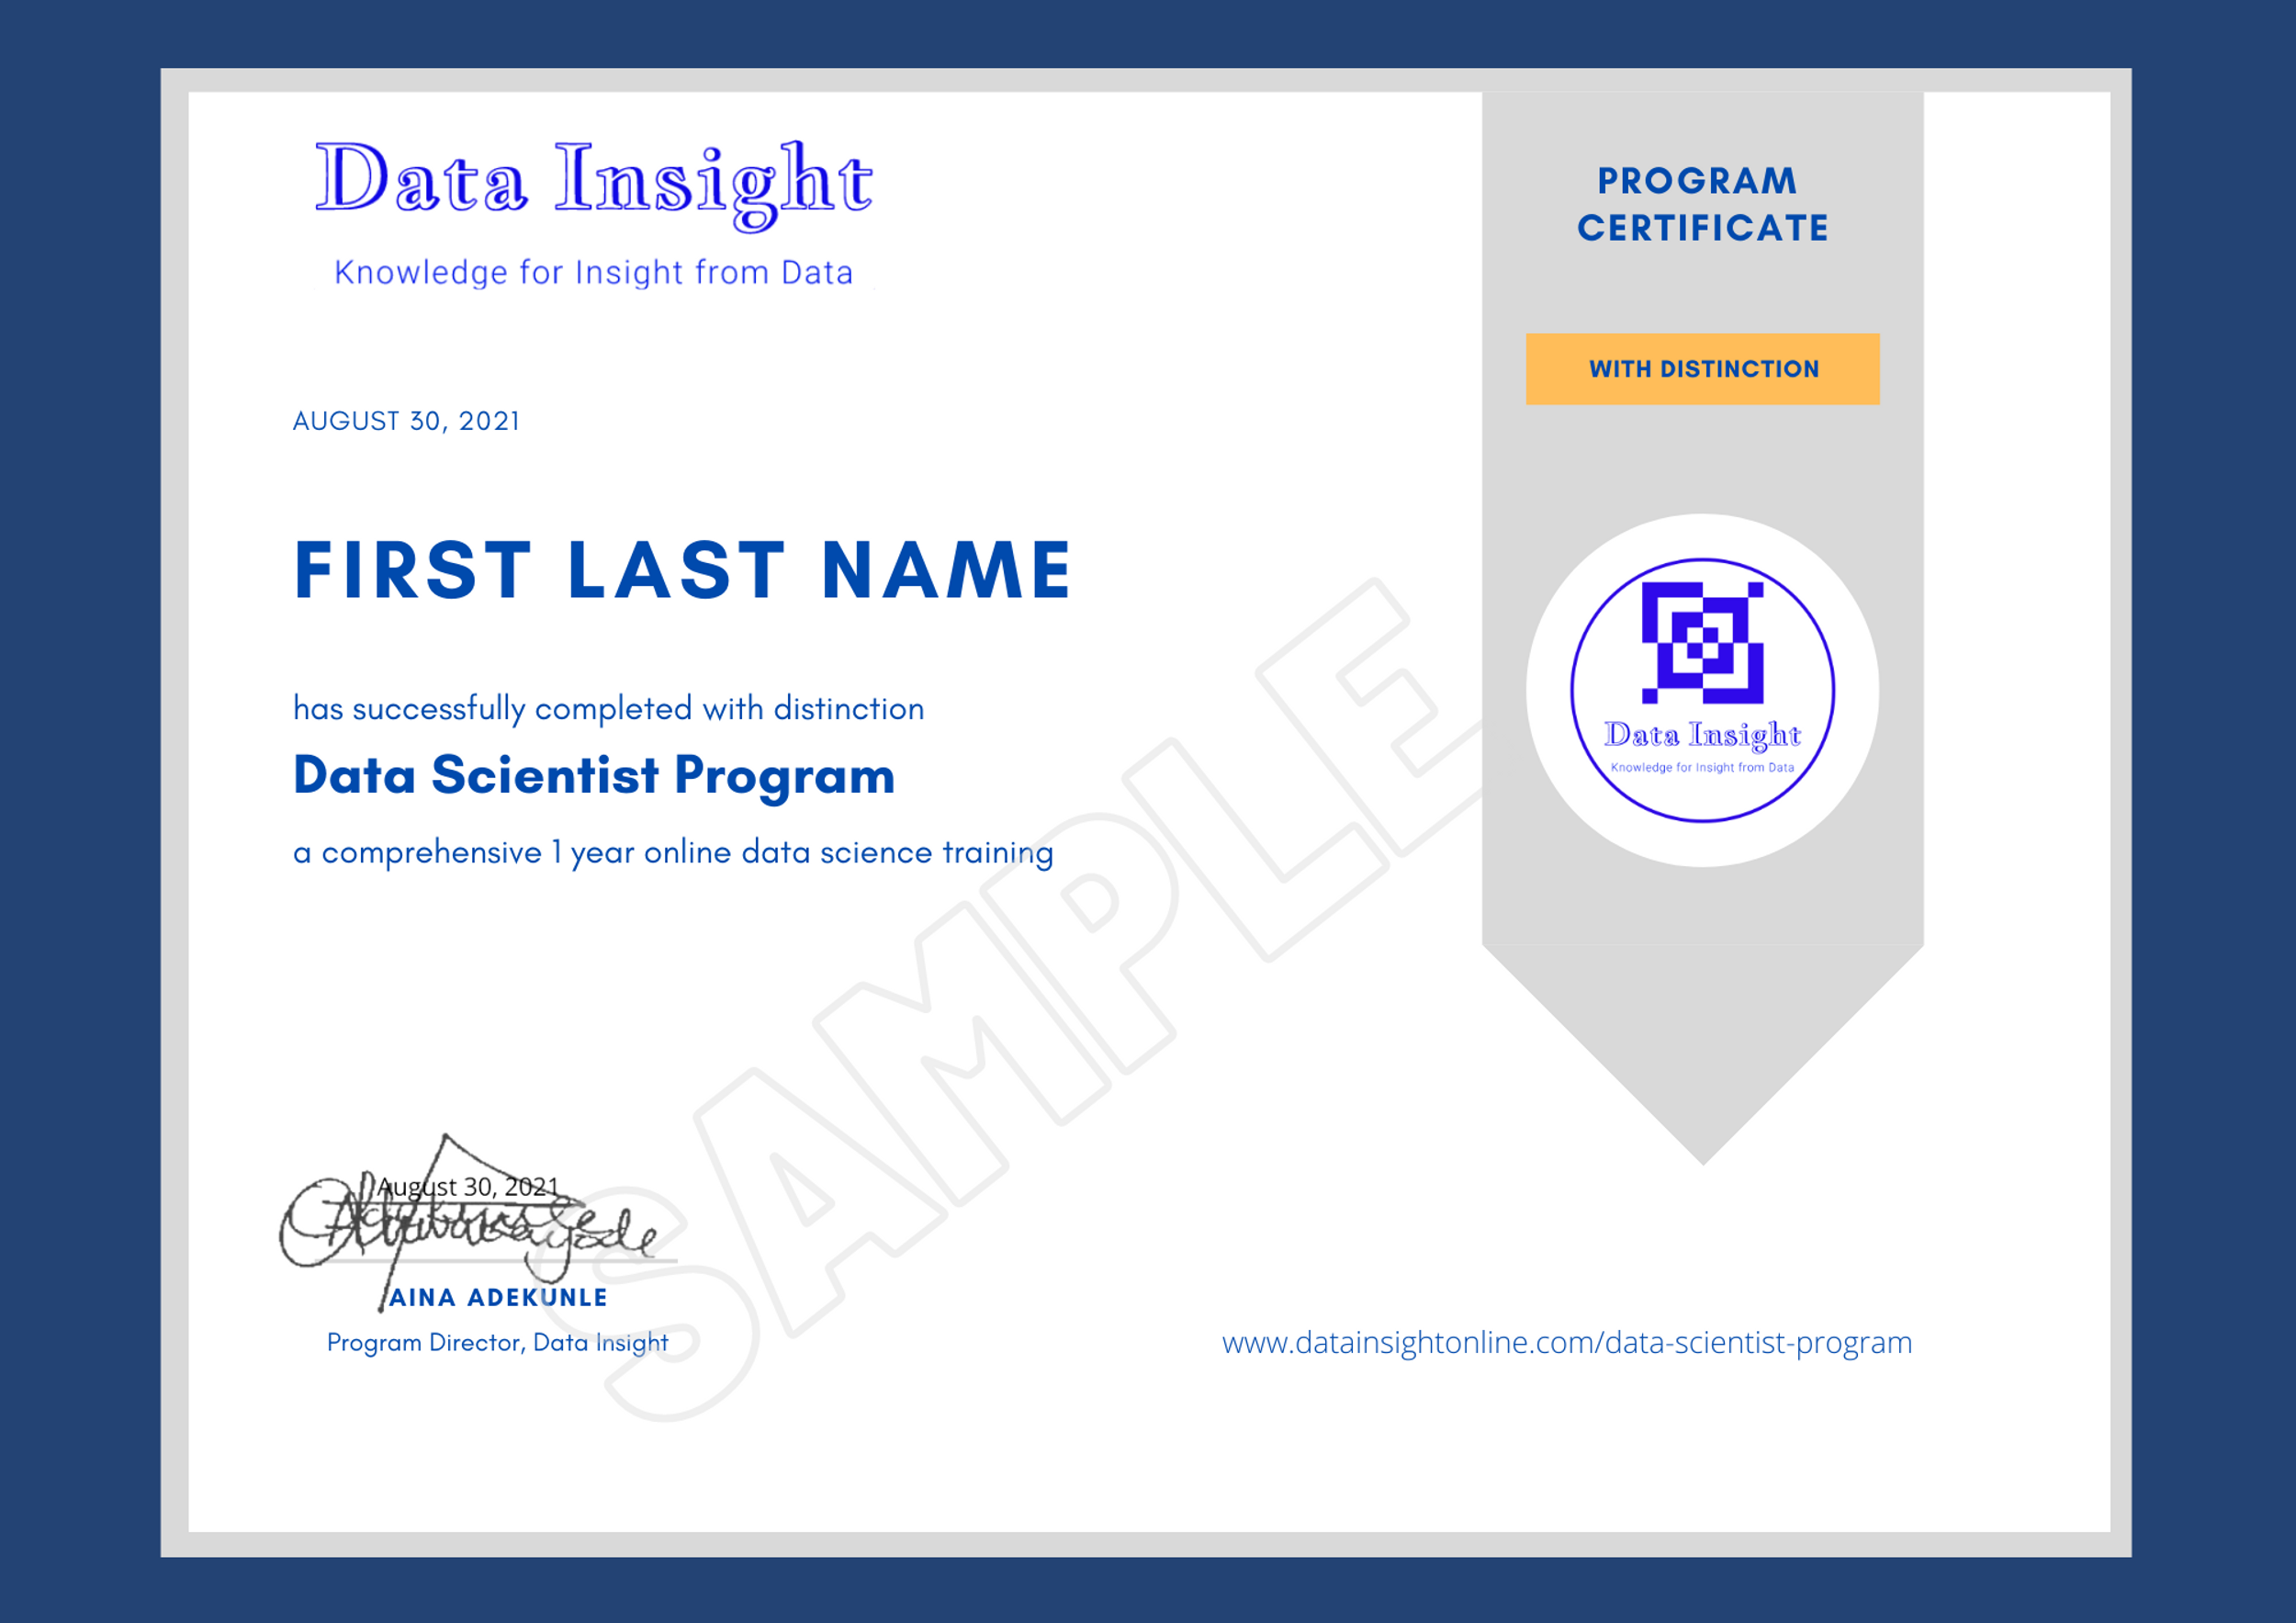 Data Insight
Knowledge for Insight from Data
PROGRAM
CERTIFICATE
WITH DISTINCTION
AUGUST 30, 2021
FIRST LAST NAME
has successfully completed with distinction
Data Scientist Program
a comprehensive 1 year online data science training
Data Insight
Knowledge for Insight from Data
SAMPLE
August 30, 2021
AINA ADEKUNLE
Program Director, Data Insight
www.datainsightonline.com/data-scientist-program